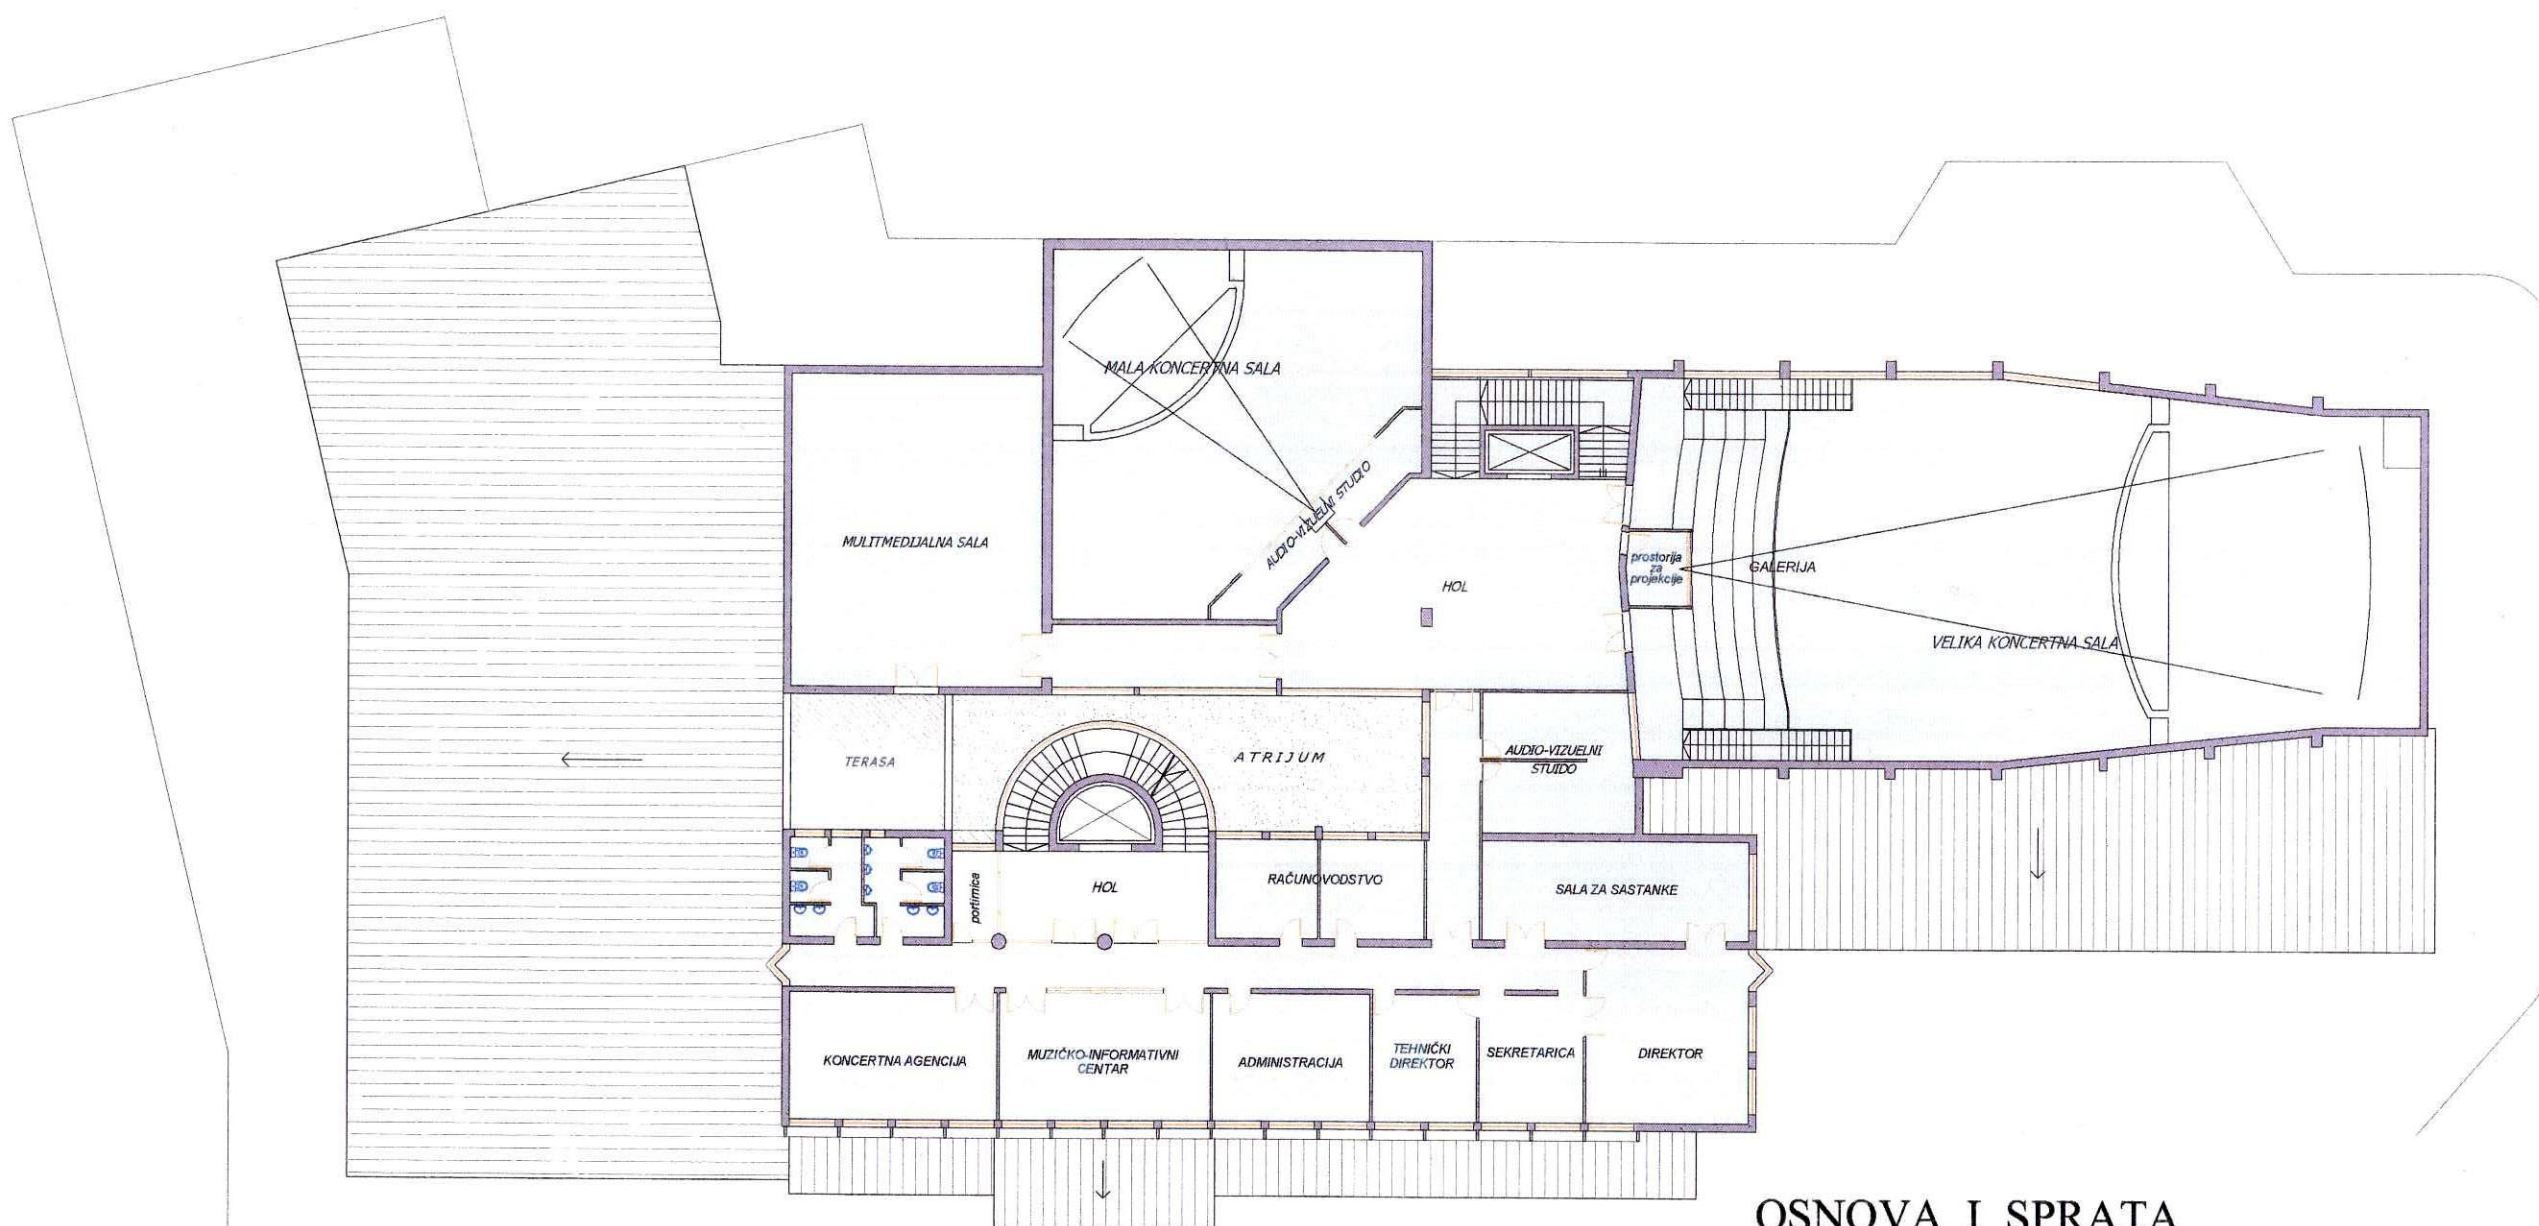 MALA KONCERTNA SALA
AUDIO-VIZUELNI STUDIO
MULITMEDIJALNA SALA
HOL
prostorija
za
projekcije
GALERIJA
VELIKA KONCERTNA SALA
TERASA
ATRIJUM
AUDIO-VIZUELNI
STUIDO
portirnica
HOL
RAČUNOVODSTVO
SALA ZA SASTANKE
KONCERTNA AGENCIJA
MUZIČKO-INFORMATIVNI
CENTAR
ADMINISTRACIJA
TEHNIČKI
DIREKTOR
SEKRETARICA
DIREKTOR
OSNOVA I SPRATA